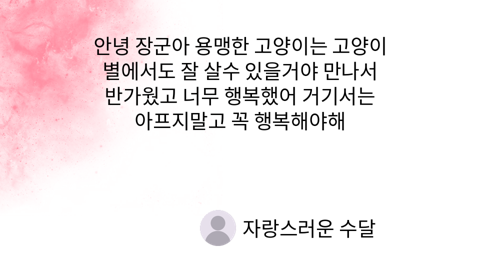 안녕 장군아 용맹한 고양이는 고양이
별에서도 잘 살수 있을거야 만나서
반가웠고 너무 행복했어 거기서는
아프지말고 꼭 행복해야해
자랑스러운 수달